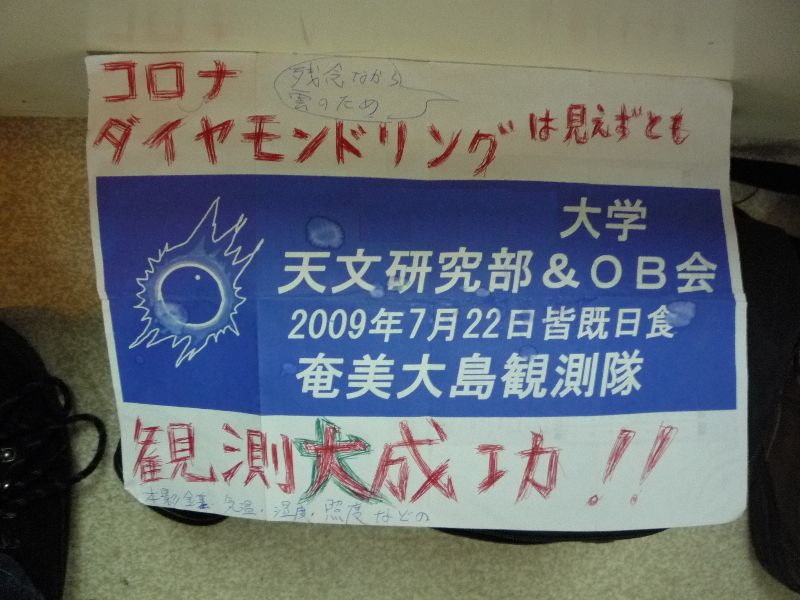 コロナ
残念ながら
雲のため
ダイヤモンドリングは見えずとも
大学
天文研究部＆ＯＢ会
2009年7月22日皆既日食
奄美大島観測隊
観測大成功!!
本影錐・気温・湿度・照度などの